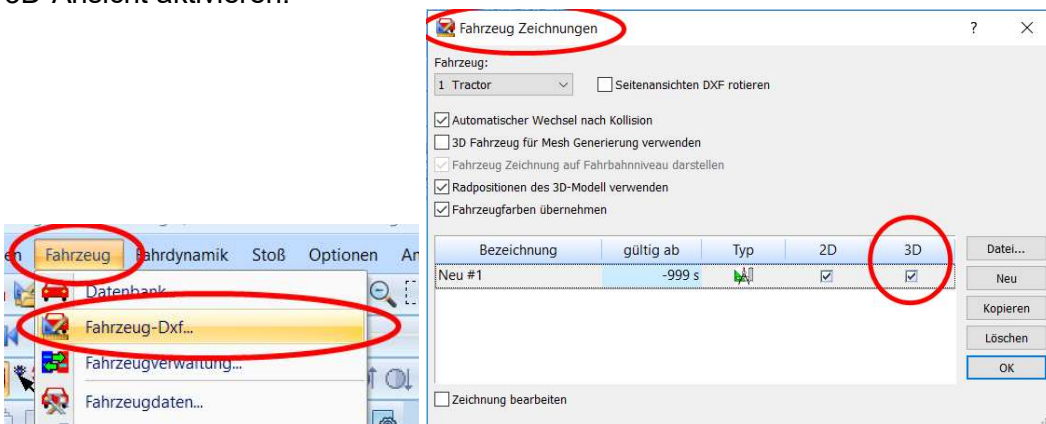 3D-Ansicht aktivieren.
Fahrzeug Zeichnungen ?
Fahrzeug:
1 Tractor Seitenansichten DXF rotieren
Automatischer Wechsel nach Kollision
3D Fahrzeug für Mesh Generierung verwenden
Fahrzeug Zeichnung auf Fahrbahnniveau darstellen
Radpositionen des 3D-Modell verwenden
Fahrzeugfarben übernehmen
Bezeichnung gültig ab Typ 2D 3D Datei...
Neu #1 -999 s Neu
Kopieren
Löschen
OK
Zeichnung bearbeiten
en Fahrzeug Fahrdynamik Stoß Optionen An
Datenbank...
Fahrzeug-Dxf...
Fahrzeugverwaltung...
Fahrzeugdaten...